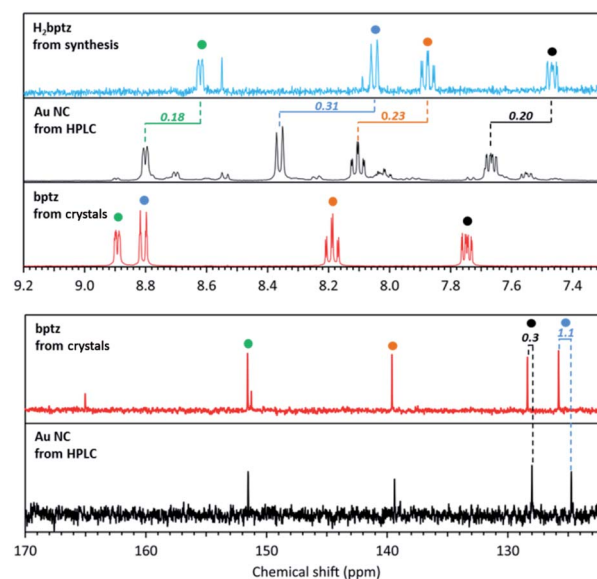 H₂bptz
from synthesis
Au NC
from HPLC
0.18
0.31
0.23
0.20
bptz
from crystals
9.2 9.0 8.8 8.6 8.4 8.2 8.0 7.8 7.6 7.4
bptz
from crystals
0.3
1.1
Au NC
from HPLC
170 160 150 140 130
Chemical shift (ppm)